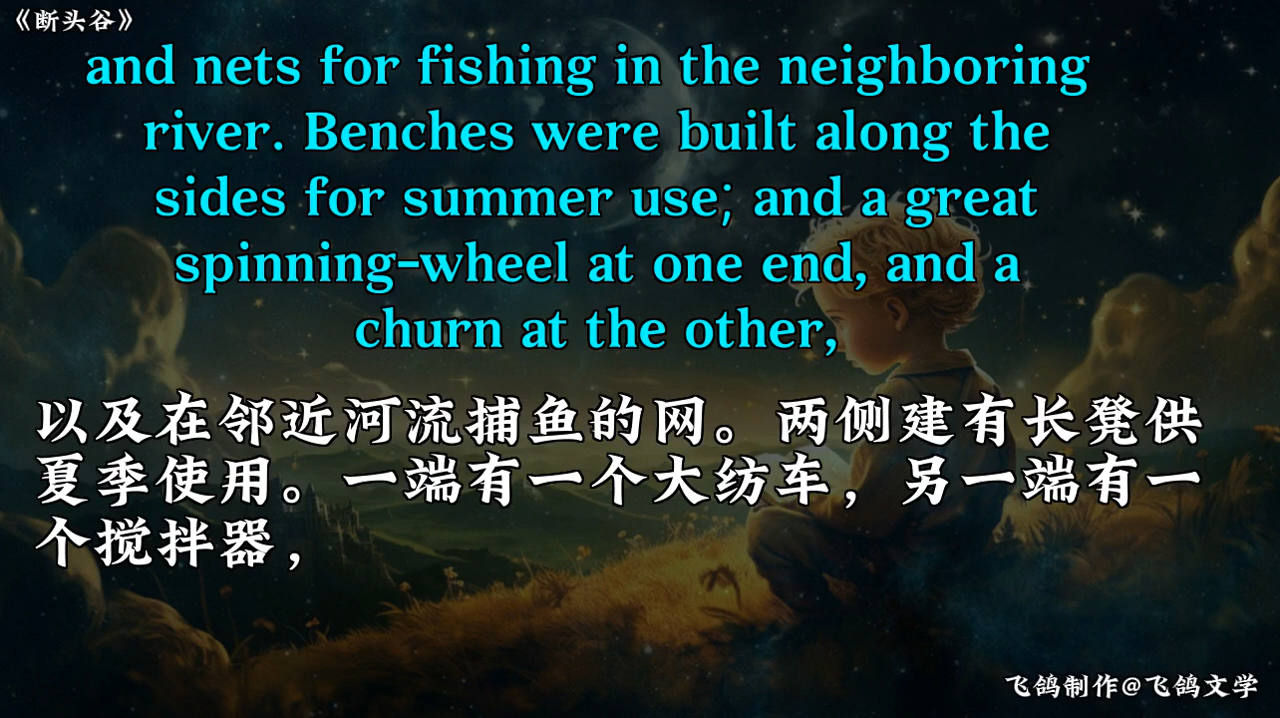 《断头谷》
and nets for fishing in the neighboring
river. Benches were built along the
sides for summer use; and a great
spinning-wheel at one end, and a
churn at the other,
以及在邻近河流捕鱼的网。两侧建有长凳供
夏季使用。一端有一个大纺车，另一端有一
个搅拌器，
飞鸽制作@飞鸽文学